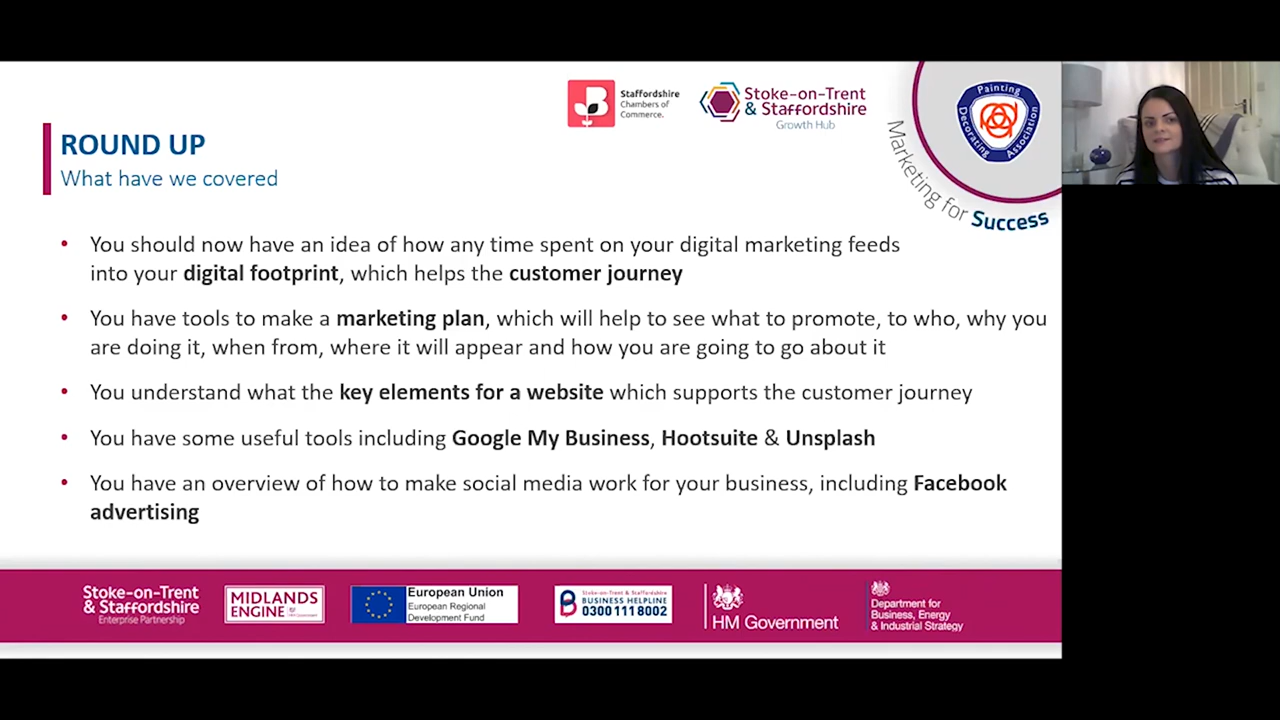 Staffordshire
Chambers of
Commerce.
Stoke-on-Trent
& Staffordshire
Growth Hub
Painting
Decorating
Association
Marketing for Success
ROUND UP
What have we covered
• You should now have an idea of how any time spent on your digital marketing feeds
into your digital footprint, which helps the customer journey
• You have tools to make a marketing plan, which will help to see what to promote, to who, why you
are doing it, when from, where it will appear and how you are going to go about it
• You understand what the key elements for a website which supports the customer journey
• You have some useful tools including Google My Business, Hootsuite & Unsplash
• You have an overview of how to make social media work for your business, including Facebook
advertising
Stoke-on-Trent
& Staffordshire
Enterprise Partnership
MIDLANDS
ENGINE
European Union
European Regional
Development Fund
Stoke-on-Trent & Staffordshire
BUSINESS HELPLINE
0300 111 8002
HM Government
Department for
Business, Energy
& Industrial Strategy